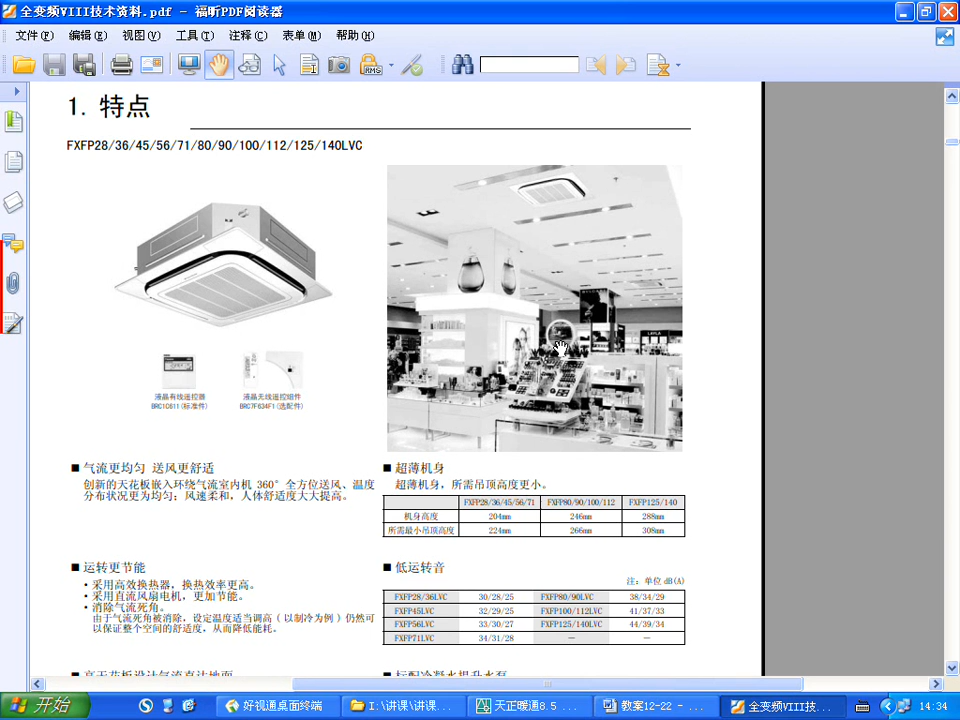 全变频VIII技术资料.pdf - 福昕PDF阅读器
文件(F) 编辑(E) 视图(V) 工具(T) 注释(C) 表单(M) 帮助(H)
RMS
1. 特点
FXFP28/36/45/56/71/80/90/100/112/125/140LVC
液晶有线遥控器
BRC1C611(标准件)
液晶无线遥控组件
BRC7F634F1(选配件)
■ 气流更均匀 送风更舒适
创新的天花板嵌入环绕气流室内机 360°全方位送风、温度
分布状况更为均匀；风速柔和，人体舒适度大大提高。
■ 超薄机身
超薄机身，所需吊顶高度更小。
FXFP28/36/45/56/71 FXFP80/90/100/112 FXFP125/140
机身高度 204mm 246mm 288mm
所需最小吊顶高度 224mm 266mm 308mm
■ 运转更节能
• 采用高效换热器，换热效率更高。
• 采用直流风扇电机，更加节能。
• 消除气流死角。
由于气流死角被消除，设定温度适当调高（以制冷为例）仍然可
以保证整个空间的舒适度，从而降低能耗。
■ 低运转音
注：单位 dB(A)
FXFP28/36LVC 30/28/25 FXFP80/90LVC 38/34/29
FXFP45LVC 32/29/25 FXFP100/112LVC 41/37/33
FXFP56LVC 33/30/27 FXFP125/140LVC 44/39/34
FXFP71LVC 34/31/28 — —
开始 好视通桌面终端 I:\讲课\讲课... 天正暖通8.5 ... 教案12-22 - ... 全变频VIII技... 14:34